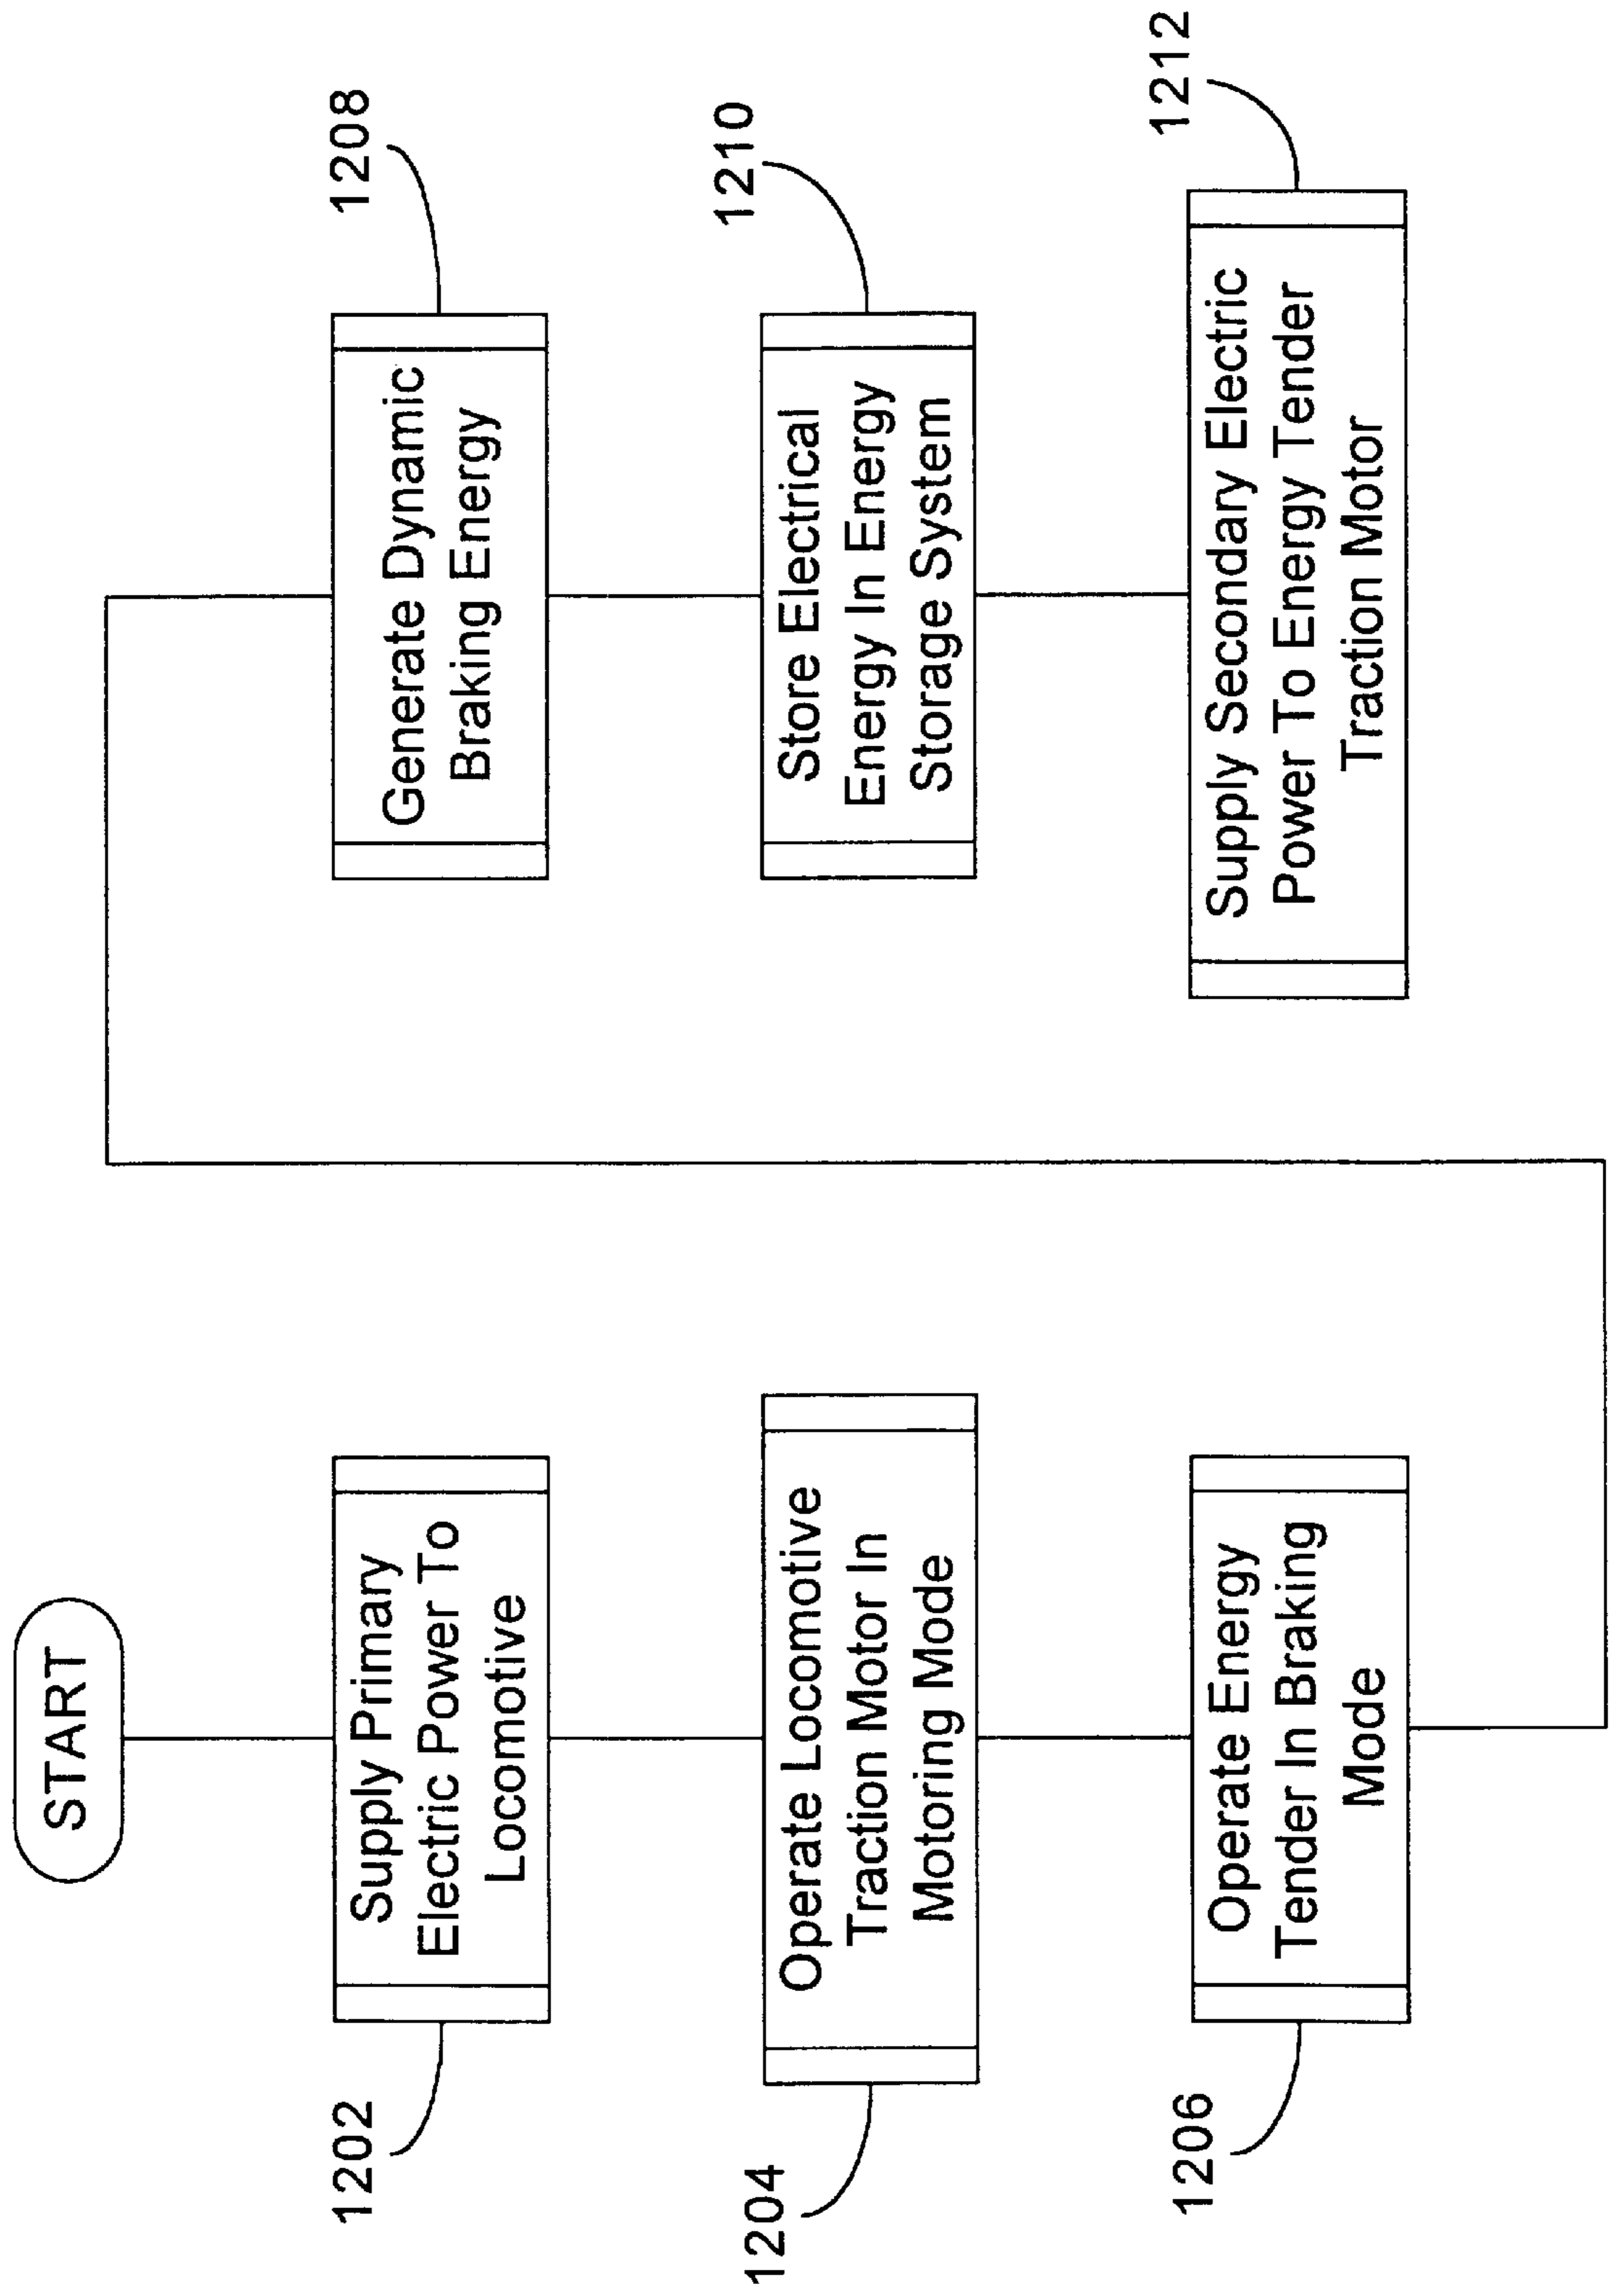 START
1202
Supply Primary
Electric Power To
Locomotive
1204
Operate Locomotive
Traction Motor In
Motoring Mode
1206
Operate Energy
Tender In Braking
Mode
1208
Generate Dynamic
Braking Energy
1210
Store Electrical
Energy In Energy
Storage System
1212
Supply Secondary Electric
Power To Energy Tender
Traction Motor